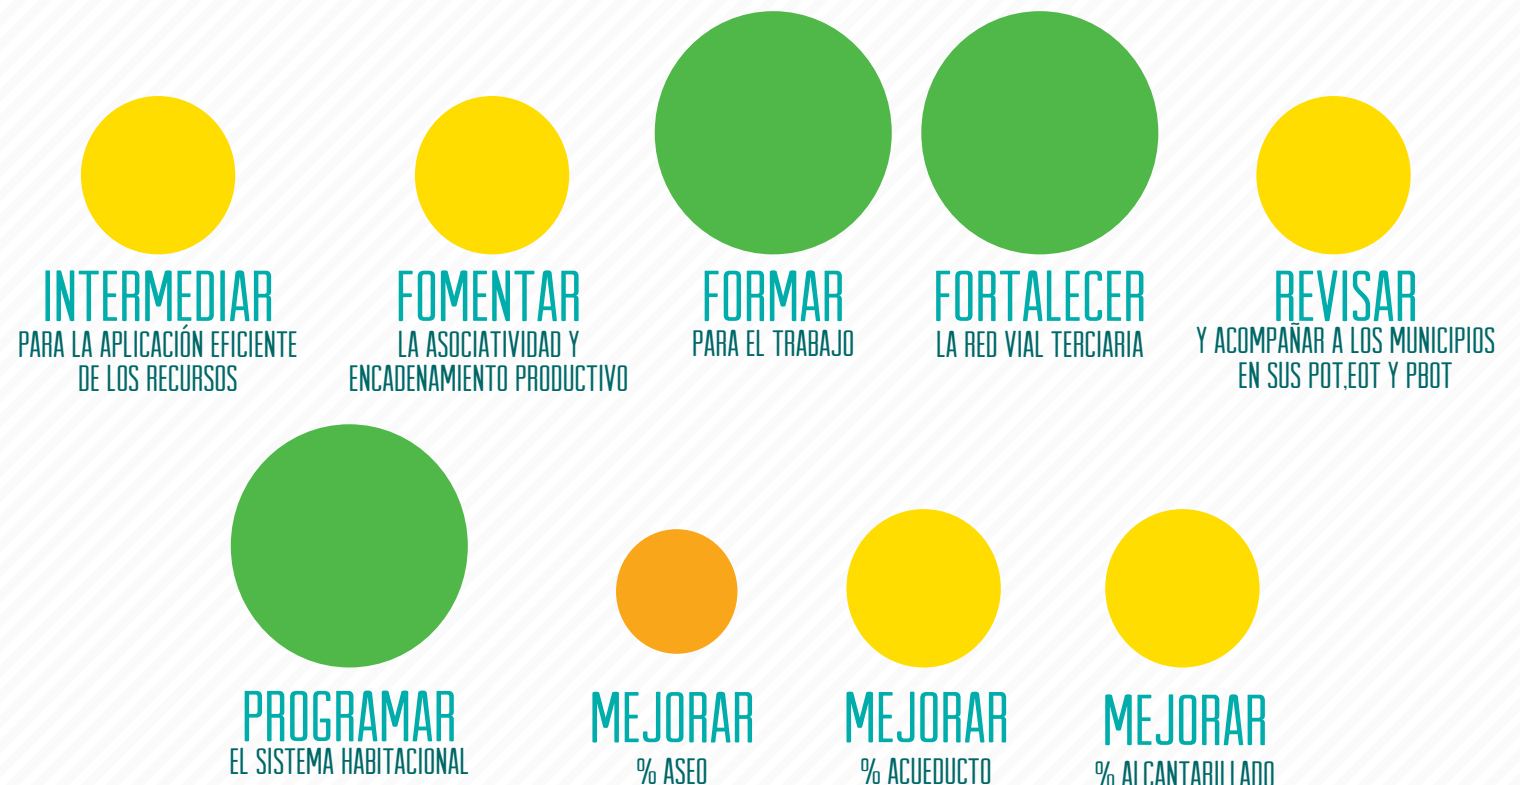 INTERMEDIAR
PARA LA APLICACIÓN EFICIENTE
DE LOS RECURSOS
FOMENTAR
LA ASOCIATIVIDAD Y
ENCADENAMIENTO PRODUCTIVO
FORMAR
PARA EL TRABAJO
FORTALECER
LA RED VIAL TERCIARIA
REVISAR
Y ACOMPAÑAR A LOS MUNICIPIOS
EN SUS POT,EOT Y PBOT
PROGRAMAR
EL SISTEMA HABITACIONAL
MEJORAR
% ASEO
MEJORAR
% ACUEDUCTO
MEJORAR
% ALCANTARILLADO